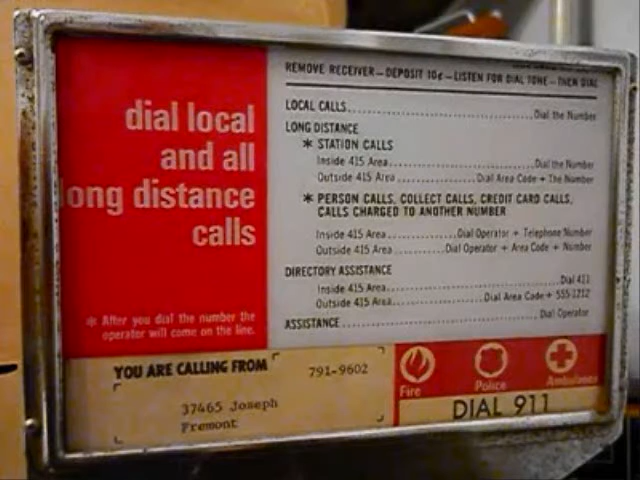 dial local
and all
long distance
calls
* After you dial the number the
operator will come on the line.
REMOVE RECEIVER — DEPOSIT 10¢ — LISTEN FOR DIAL TONE — THEN DIAL
LOCAL CALLS Dial the Number
LONG DISTANCE
* STATION CALLS
Inside 415 Area Dial the Number
Outside 415 Area Dial Area Code + The Number
* PERSON CALLS, COLLECT CALLS, CREDIT CARD CALLS,
CALLS CHARGED TO ANOTHER NUMBER
Inside 415 Area Dial Operator + Telephone Number
Outside 415 Area Dial Operator + Area Code + Number
DIRECTORY ASSISTANCE
Inside 415 Area Dial 411
Outside 415 Area Dial Area Code + 555-1212
ASSISTANCE Dial Operator
YOU ARE CALLING FROM 791-9602
37465 Joseph
Fremont
Fire Police Ambulance
DIAL 911